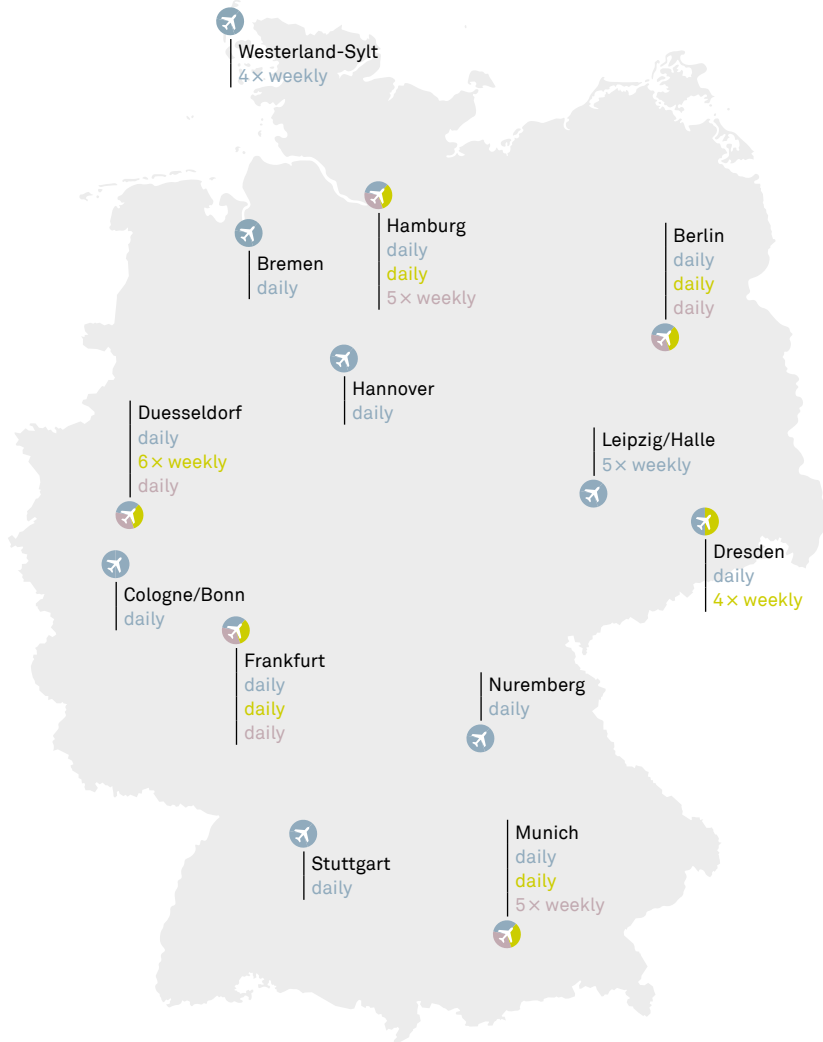 Westerland-Sylt
4× weekly
Hamburg
daily
daily
5× weekly
Bremen
daily
Berlin
daily
daily
daily
Hannover
daily
Duesseldorf
daily
6× weekly
daily
Leipzig/Halle
5× weekly
Dresden
daily
4× weekly
Cologne/Bonn
daily
Frankfurt
daily
daily
daily
Nuremberg
daily
Stuttgart
daily
Munich
daily
daily
5× weekly